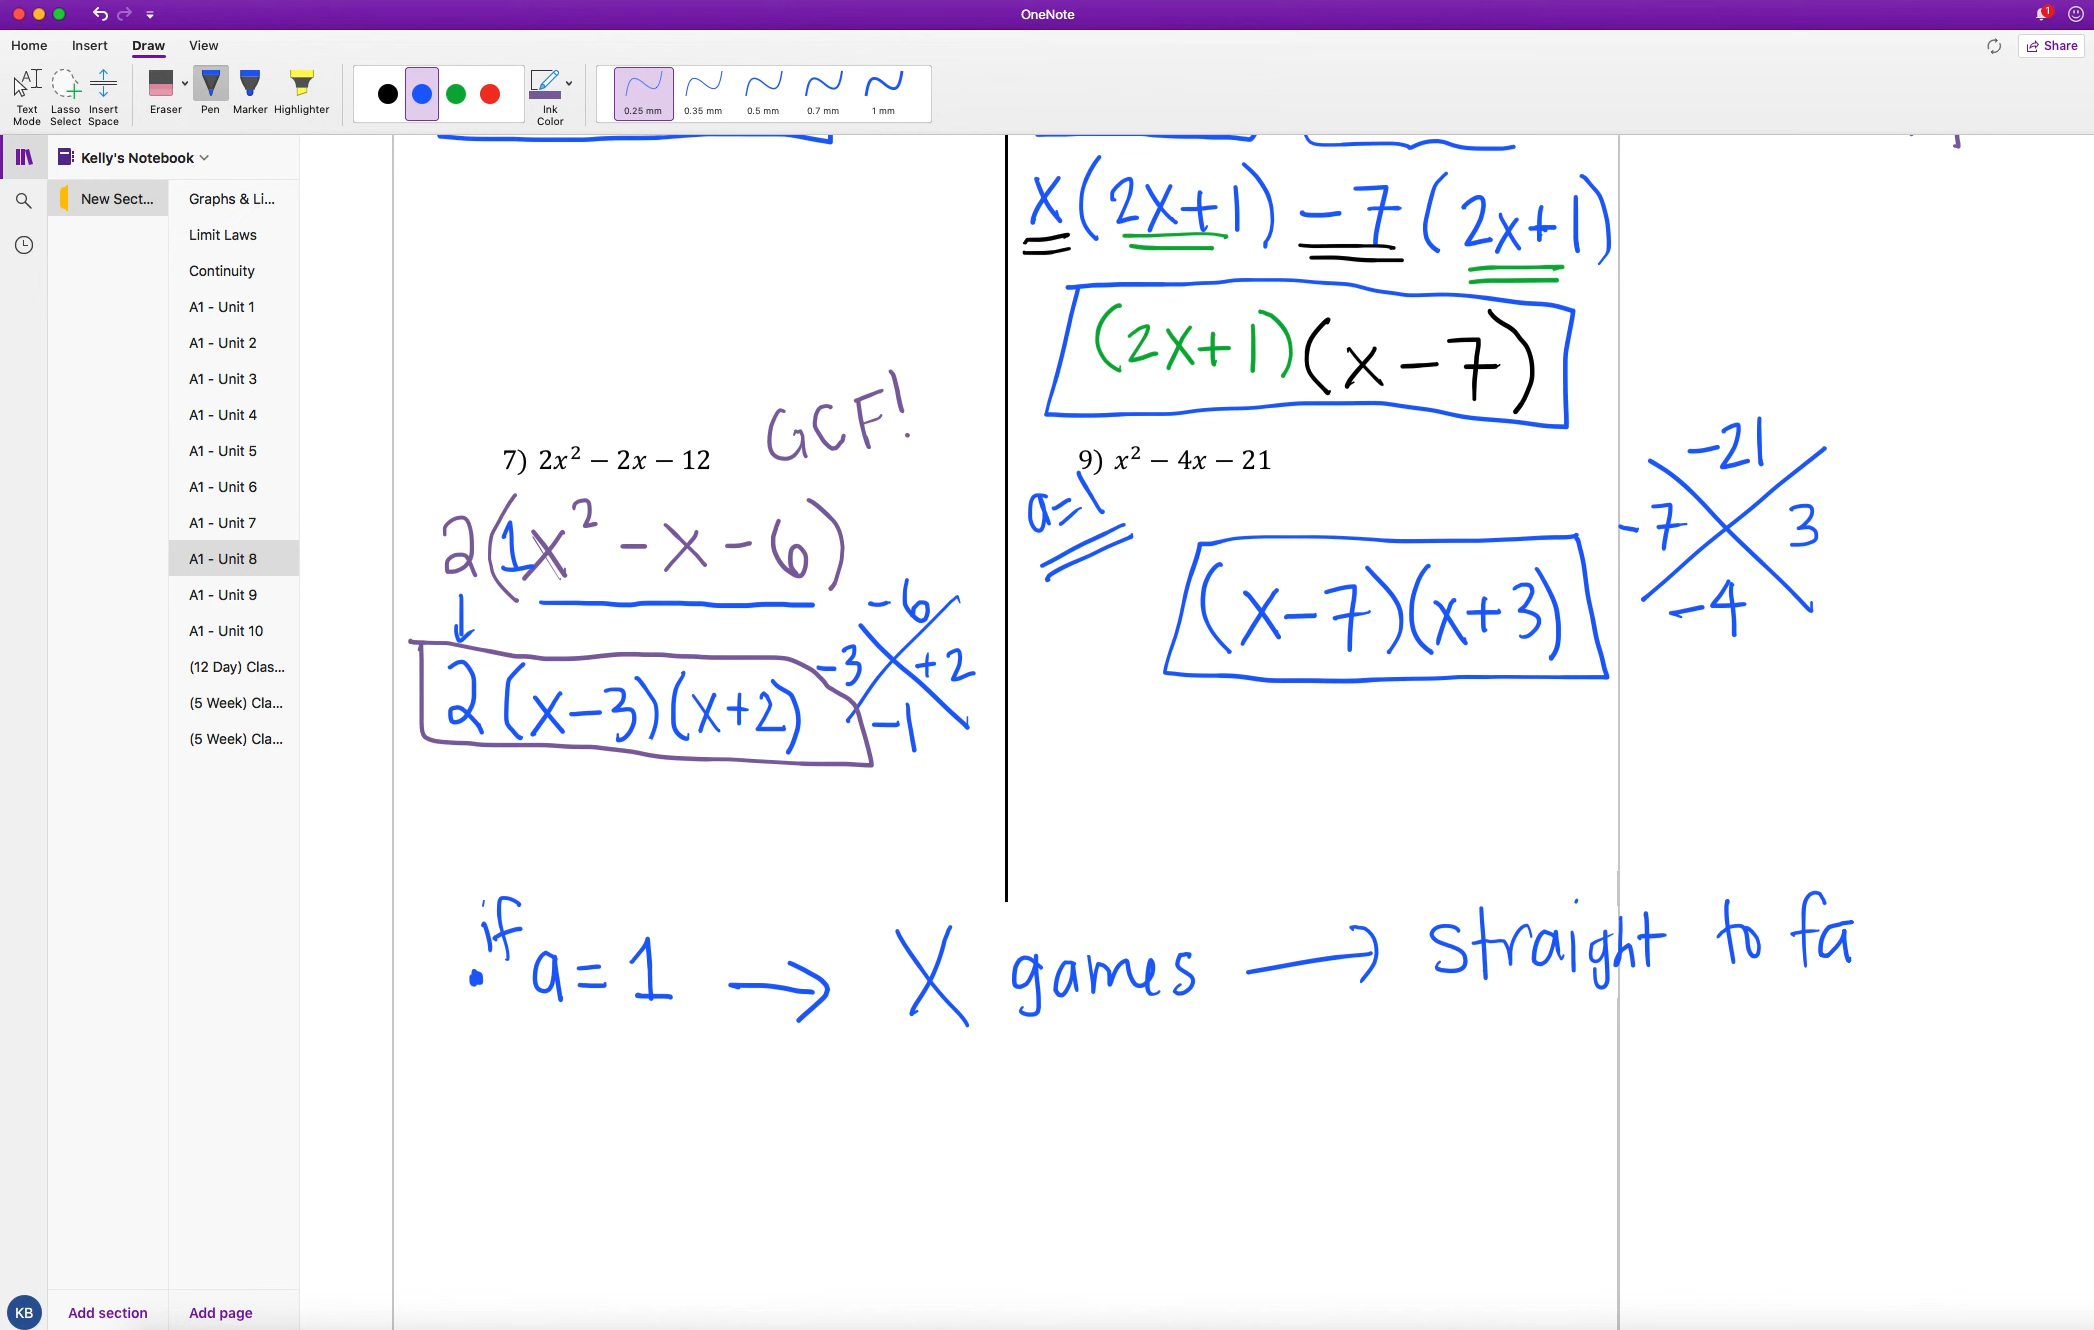 OneNote
1
Home Insert Draw View
Share
Text Mode
Lasso Select
Insert Space
Eraser
Pen
Marker
Highlighter
Ink Color
0.25 mm
0.35 mm
0.5 mm
0.7 mm
1 mm
Kelly's Notebook
New Sect...
Graphs & Li...
Limit Laws
Continuity
A1 - Unit 1
A1 - Unit 2
A1 - Unit 3
A1 - Unit 4
A1 - Unit 5
A1 - Unit 6
A1 - Unit 7
A1 - Unit 8
A1 - Unit 9
A1 - Unit 10
(12 Day) Clas...
(5 Week) Cla...
(5 Week) Cla...
KB
Add section
Add page
x(2x+1) -7(2x+1)
(2x+1)(x-7)
GCF!
7) 2x² − 2x − 12
2(1x² - x - 6)
-6
-3 +2
-1
2(x-3)(x+2)
9) x² − 4x − 21
a=1
-21
-7 3
-4
(x-7)(x+3)
if a=1 → X games → straight to fa